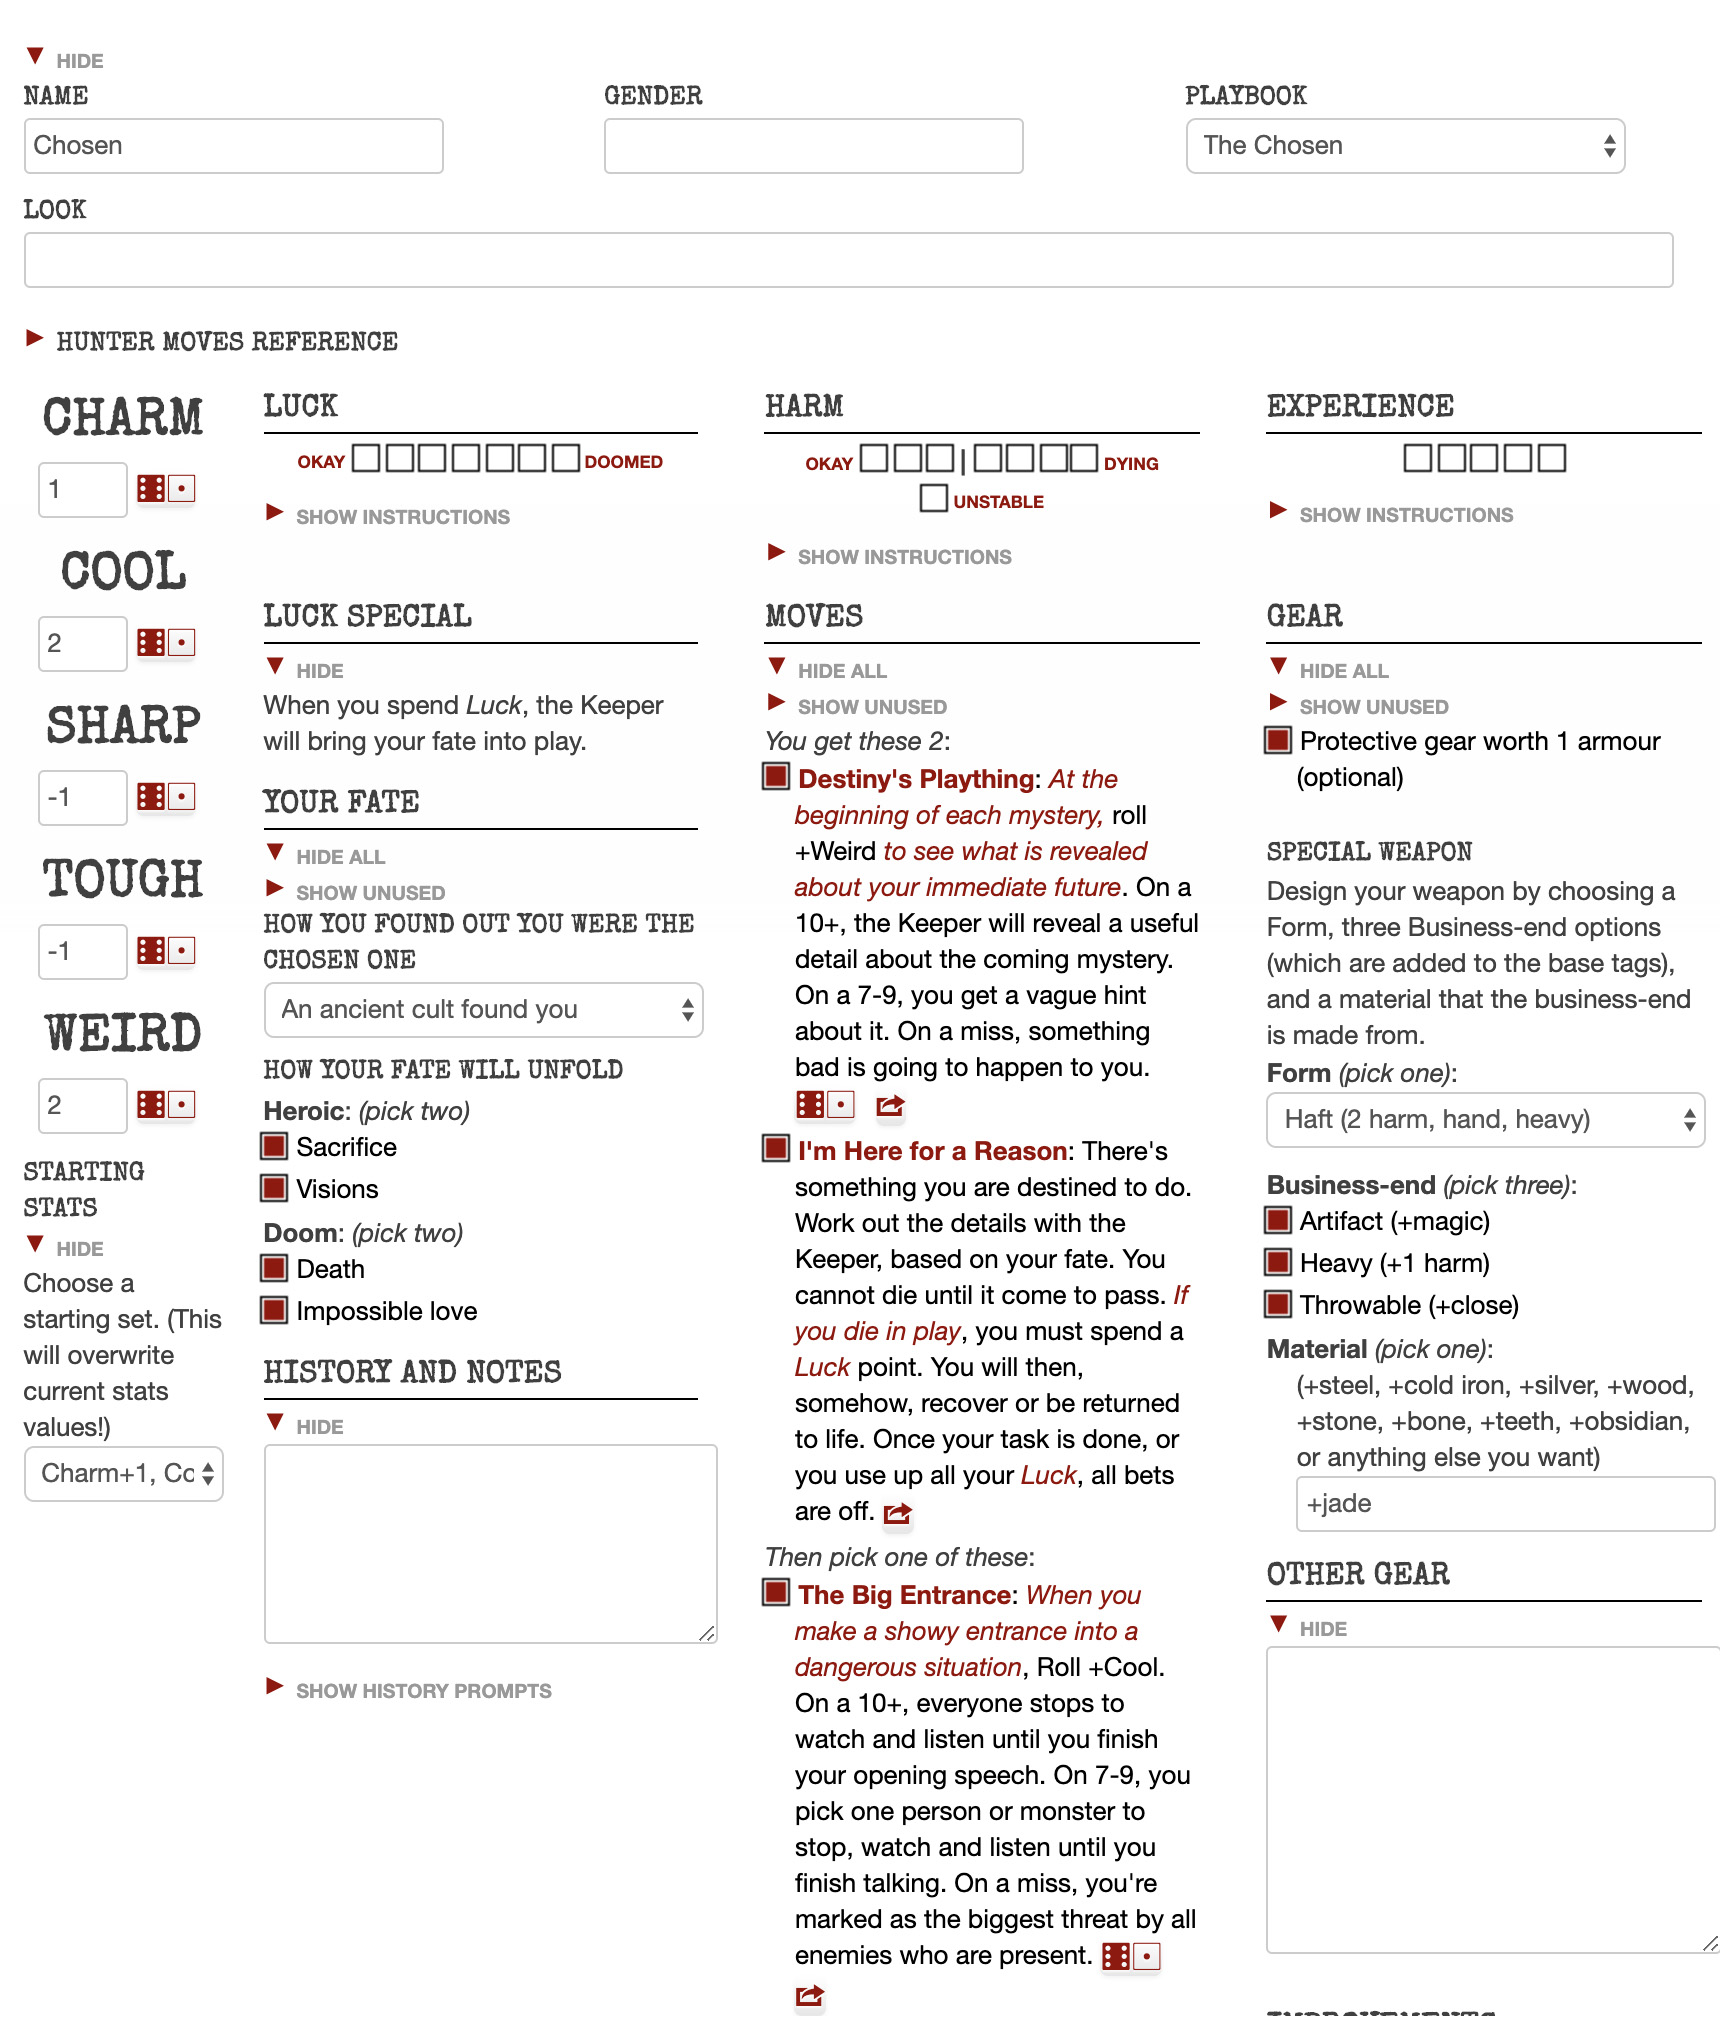 HIDE
NAME
GENDER
PLAYBOOK
Chosen
The Chosen
LOOK
HUNTER MOVES REFERENCE
CHARM
1
COOL
2
SHARP
-1
TOUGH
-1
WEIRD
2
STARTING
STATS
HIDE
Choose a
starting set. (This
will overwrite
current stats
values!)
Charm+1, Co
LUCK
OKAY
DOOMED
SHOW INSTRUCTIONS
LUCK SPECIAL
HIDE
When you spend Luck, the Keeper
will bring your fate into play.
YOUR FATE
HIDE ALL
SHOW UNUSED
HOW YOU FOUND OUT YOU WERE THE
CHOSEN ONE
An ancient cult found you
HOW YOUR FATE WILL UNFOLD
Heroic: (pick two)
Sacrifice
Visions
Doom: (pick two)
Death
Impossible love
HISTORY AND NOTES
HIDE
SHOW HISTORY PROMPTS
HARM
OKAY | DYING
UNSTABLE
SHOW INSTRUCTIONS
MOVES
HIDE ALL
SHOW UNUSED
You get these 2:
Destiny's Plaything: At the
beginning of each mystery, roll
+Weird to see what is revealed
about your immediate future. On a
10+, the Keeper will reveal a useful
detail about the coming mystery.
On a 7-9, you get a vague hint
about it. On a miss, something
bad is going to happen to you.
I'm Here for a Reason: There's
something you are destined to do.
Work out the details with the
Keeper, based on your fate. You
cannot die until it come to pass. If
you die in play, you must spend a
Luck point. You will then,
somehow, recover or be returned
to life. Once your task is done, or
you use up all your Luck, all bets
are off.
Then pick one of these:
The Big Entrance: When you
make a showy entrance into a
dangerous situation, Roll +Cool.
On a 10+, everyone stops to
watch and listen until you finish
your opening speech. On 7-9, you
pick one person or monster to
stop, watch and listen until you
finish talking. On a miss, you're
marked as the biggest threat by all
enemies who are present.
EXPERIENCE
SHOW INSTRUCTIONS
GEAR
HIDE ALL
SHOW UNUSED
Protective gear worth 1 armour
(optional)
SPECIAL WEAPON
Design your weapon by choosing a
Form, three Business-end options
(which are added to the base tags),
and a material that the business-end
is made from.
Form (pick one):
Haft (2 harm, hand, heavy)
Business-end (pick three):
Artifact (+magic)
Heavy (+1 harm)
Throwable (+close)
Material (pick one):
(+steel, +cold iron, +silver, +wood,
+stone, +bone, +teeth, +obsidian,
or anything else you want)
+jade
OTHER GEAR
HIDE